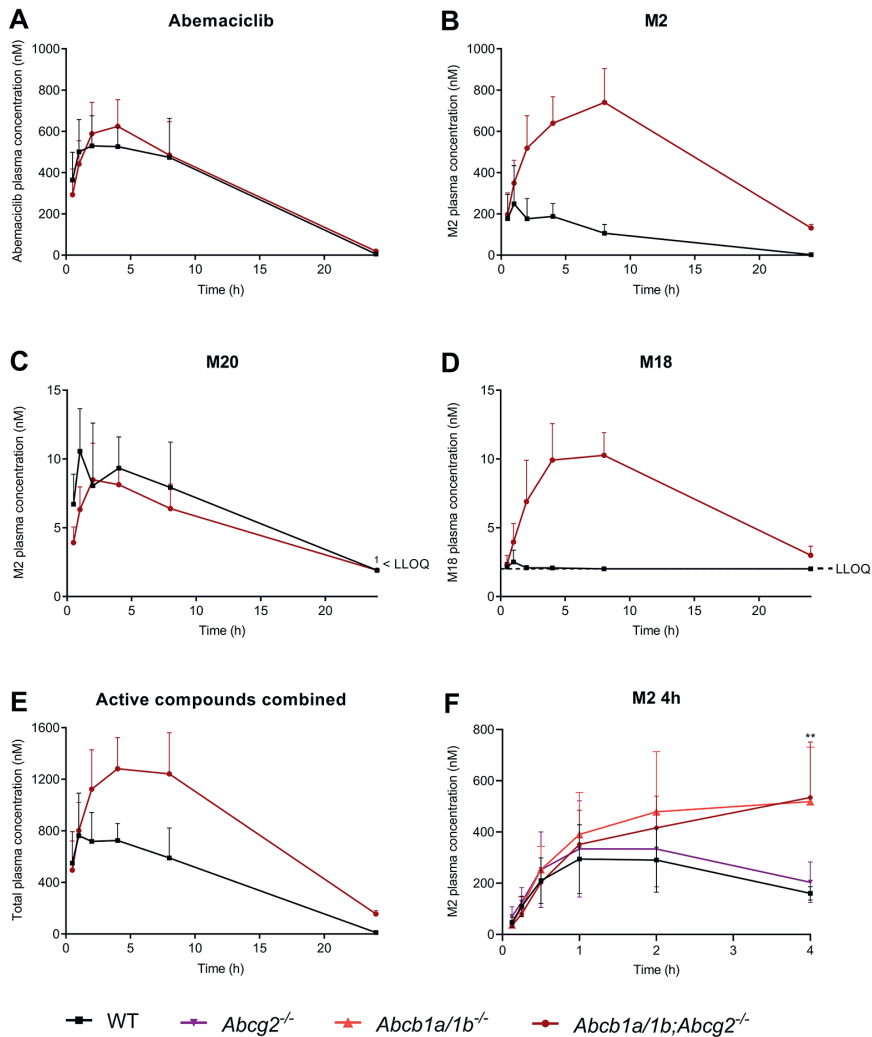 A
Abemaciclib
Abemaciclib plasma concentration (nM)
1000
800
600
400
200
0
0 5 10 15 20
Time (h)
B
M2
M2 plasma concentration (nM)
1000
800
600
400
200
0
0 5 10 15 20
Time (h)
C
M20
M2 plasma concentration (nM)
15
10
5
0
1 < LLOQ
0 5 10 15 20
Time (h)
D
M18
M18 plasma concentration (nM)
15
10
5
0
LLOQ
0 5 10 15 20
Time (h)
E
Active compounds combined
Total plasma concentration (nM)
1600
1200
800
400
0
0 5 10 15 20
Time (h)
F
M2 4h
M2 plasma concentration (nM)
800
600
400
200
0
**
0 1 2 3 4
Time (h)
WT Abcg2-/- Abcb1a/1b-/- Abcb1a/1b;Abcg2-/-